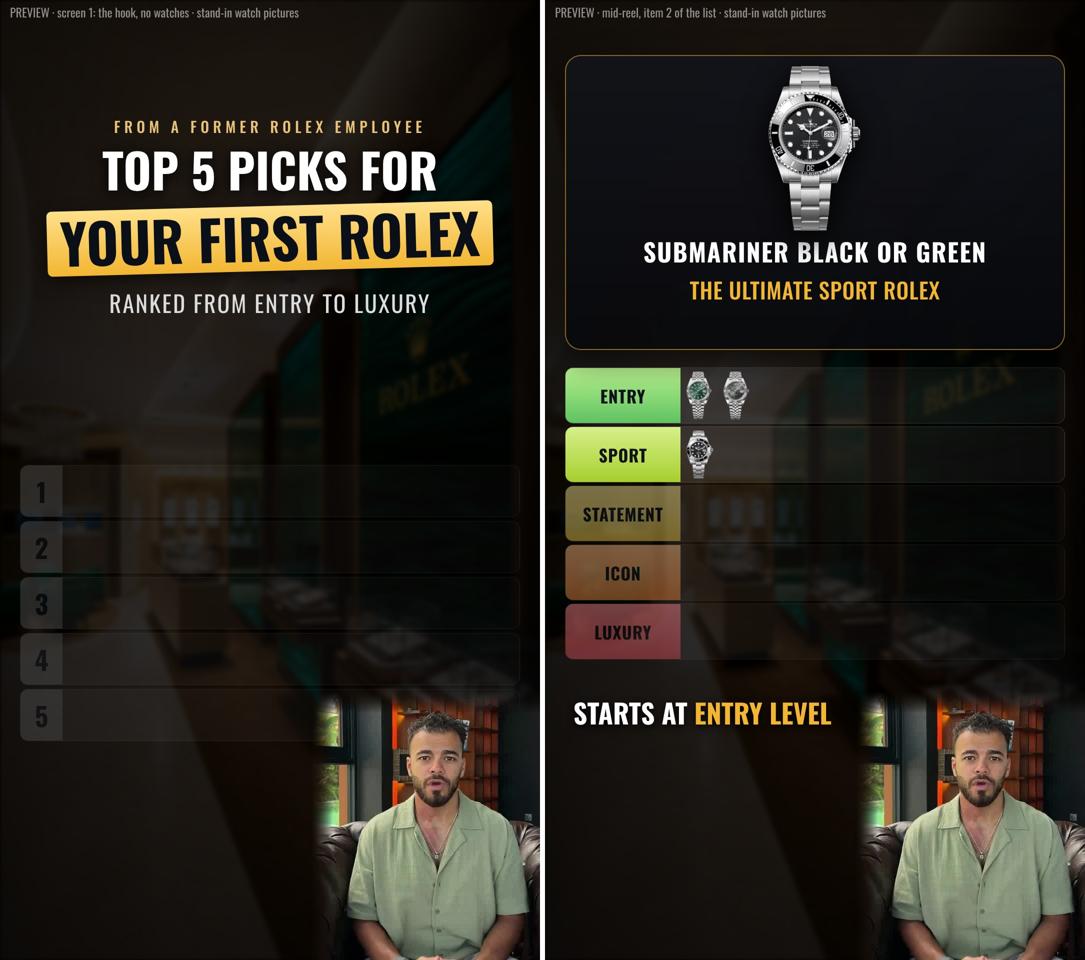 PREVIEW · screen 1: the hook, no watches · stand-in watch pictures
FROM A FORMER ROLEX EMPLOYEE
TOP 5 PICKS FOR
YOUR FIRST ROLEX
RANKED FROM ENTRY TO LUXURY
ROLEX
1
2
3
4
5
PREVIEW · mid-reel, item 2 of the list · stand-in watch pictures
SUBMARINER BLACK OR GREEN
THE ULTIMATE SPORT ROLEX
ROLEX
ENTRY
SPORT
STATEMENT
ICON
LUXURY
STARTS AT ENTRY LEVEL